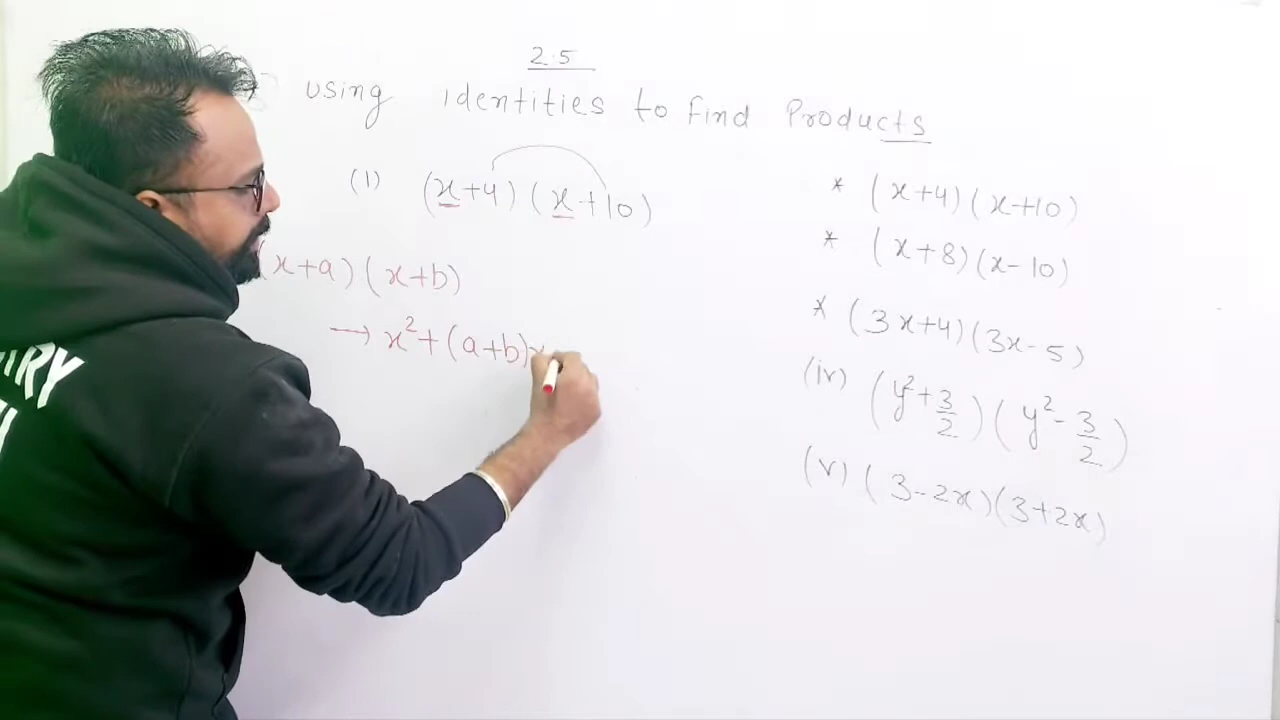 2.5
using identities to find Products
(1) (x+4) (x+10)
(x+a) (x+b)
→ x² + (a+b)x
* (x+4) (x+10)
* (x+8) (x-10)
* (3x+4) (3x-5)
(iv) (y²+3/2) (y²-3/2)
(v) (3-2x) (3+2x)